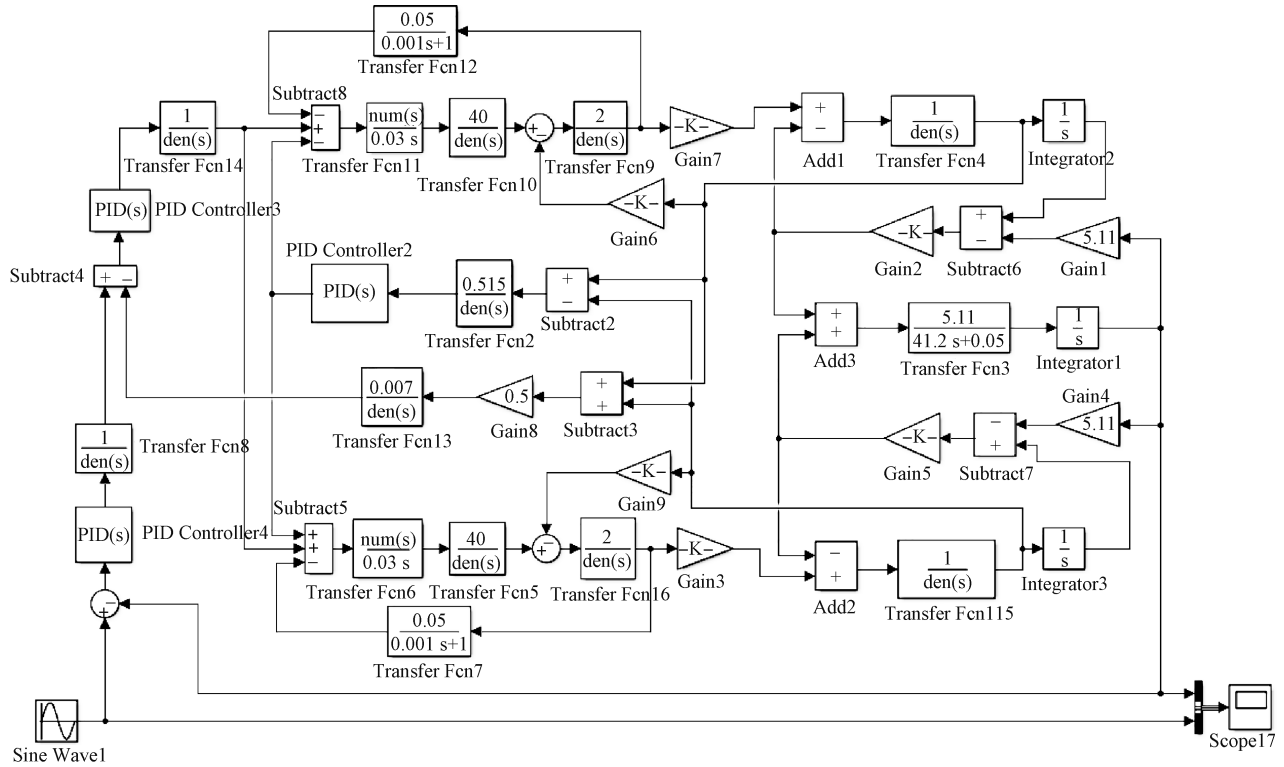 0.05
0.001s+1
Transfer Fcn12
Subtract8
−
+
−
1
den(s)
Transfer Fcn14
num(s)
0.03 s
Transfer Fcn11
40
den(s)
Transfer Fcn10
+
−
2
den(s)
Transfer Fcn9
−K−
Gain7
+
−
Add1
1
den(s)
Transfer Fcn4
1
s
Integrator2
PID(s)
PID Controller3
−K−
Gain6
−K−
Gain2
+
−
Subtract6
5.11
Gain1
Subtract4
+ −
PID Controller2
PID(s)
0.515
den(s)
Transfer Fcn2
+
−
Subtract2
+
+
Add3
5.11
41.2 s+0.05
Transfer Fcn3
1
s
Integrator1
0.007
den(s)
Transfer Fcn13
0.5
Gain8
+
+
Subtract3
Gain4
5.11
−K−
Gain5
−
+
Subtract7
1
den(s)
Transfer Fcn8
−K−
Gain9
PID(s)
PID Controller4
Subtract5
+
+
−
num(s)
0.03 s
Transfer Fcn6
40
den(s)
Transfer Fcn5
−
+
2
den(s)
Transfer Fcn16
−K−
Gain3
−
+
Add2
1
den(s)
Transfer Fcn115
1
s
Integrator3
−
+
0.05
0.001 s+1
Transfer Fcn7
Sine Wave1
Scope17